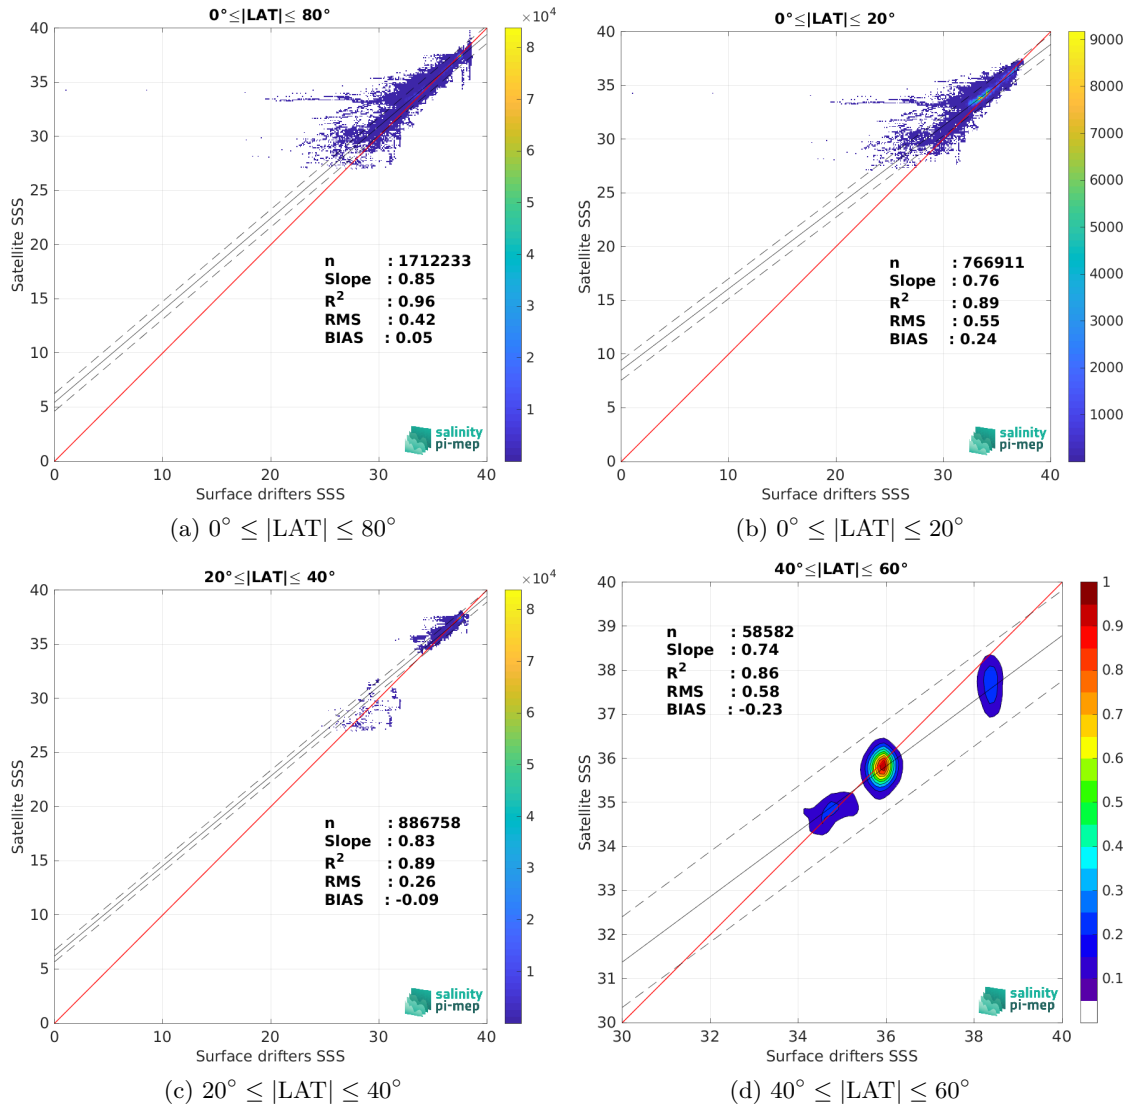 0°≤|LAT|≤ 80°
×10⁴
40
35
30
25
20
15
10
5
0
Satellite SSS
n : 1712233
Slope : 0.85
R² : 0.96
RMS : 0.42
BIAS : 0.05
salinity
pi-mep
0 10 20 30 40
Surface drifters SSS
8
7
6
5
4
3
2
1
(a) 0° ≤ |LAT| ≤ 80°
0°≤|LAT|≤ 20°
40
35
30
25
20
15
10
5
0
Satellite SSS
n : 766911
Slope : 0.76
R² : 0.89
RMS : 0.55
BIAS : 0.24
salinity
pi-mep
0 10 20 30 40
Surface drifters SSS
9000
8000
7000
6000
5000
4000
3000
2000
1000
(b) 0° ≤ |LAT| ≤ 20°
20°≤|LAT|≤ 40°
×10⁴
40
35
30
25
20
15
10
5
0
Satellite SSS
n : 886758
Slope : 0.83
R² : 0.89
RMS : 0.26
BIAS : -0.09
salinity
pi-mep
0 10 20 30 40
Surface drifters SSS
8
7
6
5
4
3
2
1
(c) 20° ≤ |LAT| ≤ 40°
40°≤|LAT|≤ 60°
40
39
38
37
36
35
34
33
32
31
30
Satellite SSS
n : 58582
Slope : 0.74
R² : 0.86
RMS : 0.58
BIAS : -0.23
salinity
pi-mep
30 32 34 36 38 40
Surface drifters SSS
1
0.9
0.8
0.7
0.6
0.5
0.4
0.3
0.2
0.1
(d) 40° ≤ |LAT| ≤ 60°